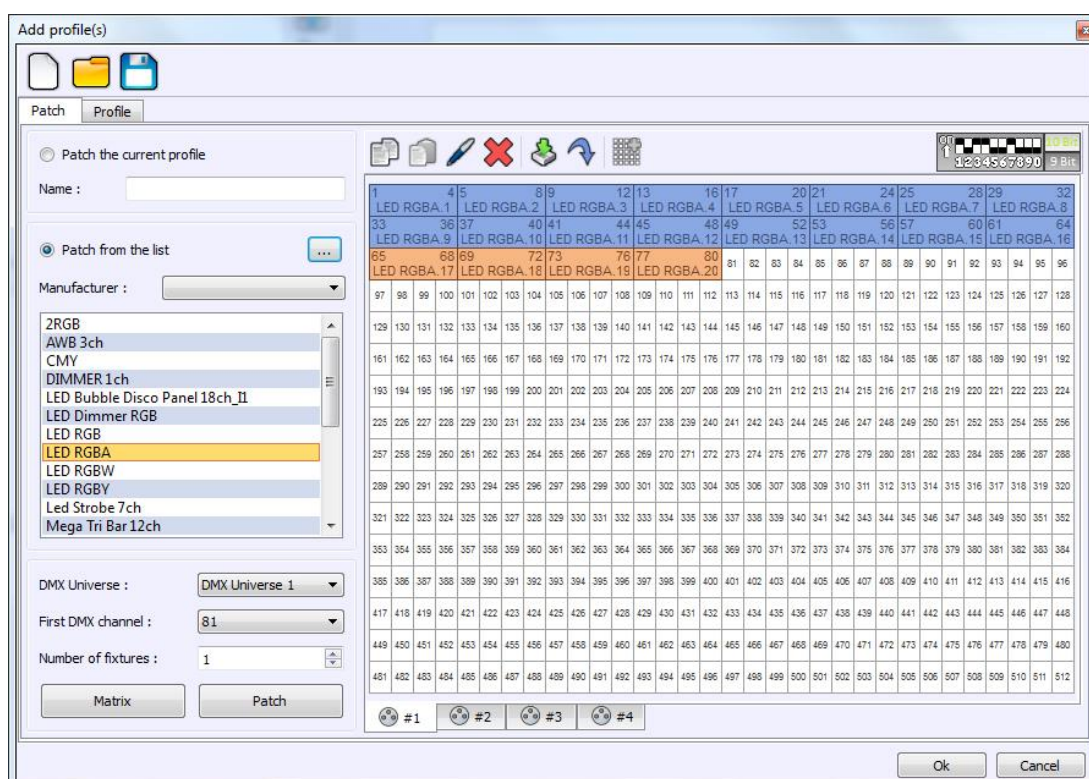 Add profile(s)
Patch Profile
Patch the current profile
Name :
Patch from the list
...
Manufacturer :
2RGB
AWB 3ch
CMY
DIMMER 1ch
LED Bubble Disco Panel 18ch_I1
LED Dimmer RGB
LED RGB
LED RGBA
LED RGBW
LED RGBY
Led Strobe 7ch
Mega Tri Bar 12ch
DMX Universe : DMX Universe 1
First DMX channel : 81
Number of fixtures : 1
Matrix Patch
ON 1234567890 10 Bit 9 Bit
1 4 5 8 9 12 13 16 17 20 21 24 25 28 29 32
LED RGBA.1 LED RGBA.2 LED RGBA.3 LED RGBA.4 LED RGBA.5 LED RGBA.6 LED RGBA.7 LED RGBA.8
33 36 37 40 41 44 45 48 49 52 53 56 57 60 61 64
LED RGBA.9 LED RGBA.10 LED RGBA.11 LED RGBA.12 LED RGBA.13 LED RGBA.14 LED RGBA.15 LED RGBA.16
65 68 69 72 73 76 77 80 81 82 83 84 85 86 87 88 89 90 91 92 93 94 95 96
LED RGBA.17 LED RGBA.18 LED RGBA.19 LED RGBA.20
97 98 99 100 101 102 103 104 105 106 107 108 109 110 111 112 113 114 115 116 117 118 119 120 121 122 123 124 125 126 127 128
129 130 131 132 133 134 135 136 137 138 139 140 141 142 143 144 145 146 147 148 149 150 151 152 153 154 155 156 157 158 159 160
161 162 163 164 165 166 167 168 169 170 171 172 173 174 175 176 177 178 179 180 181 182 183 184 185 186 187 188 189 190 191 192
193 194 195 196 197 198 199 200 201 202 203 204 205 206 207 208 209 210 211 212 213 214 215 216 217 218 219 220 221 222 223 224
225 226 227 228 229 230 231 232 233 234 235 236 237 238 239 240 241 242 243 244 245 246 247 248 249 250 251 252 253 254 255 256
257 258 259 260 261 262 263 264 265 266 267 268 269 270 271 272 273 274 275 276 277 278 279 280 281 282 283 284 285 286 287 288
289 290 291 292 293 294 295 296 297 298 299 300 301 302 303 304 305 306 307 308 309 310 311 312 313 314 315 316 317 318 319 320
321 322 323 324 325 326 327 328 329 330 331 332 333 334 335 336 337 338 339 340 341 342 343 344 345 346 347 348 349 350 351 352
353 354 355 356 357 358 359 360 361 362 363 364 365 366 367 368 369 370 371 372 373 374 375 376 377 378 379 380 381 382 383 384
385 386 387 388 389 390 391 392 393 394 395 396 397 398 399 400 401 402 403 404 405 406 407 408 409 410 411 412 413 414 415 416
417 418 419 420 421 422 423 424 425 426 427 428 429 430 431 432 433 434 435 436 437 438 439 440 441 442 443 444 445 446 447 448
449 450 451 452 453 454 455 456 457 458 459 460 461 462 463 464 465 466 467 468 469 470 471 472 473 474 475 476 477 478 479 480
481 482 483 484 485 486 487 488 489 490 491 492 493 494 495 496 497 498 499 500 501 502 503 504 505 506 507 508 509 510 511 512
#1 #2 #3 #4
Ok Cancel